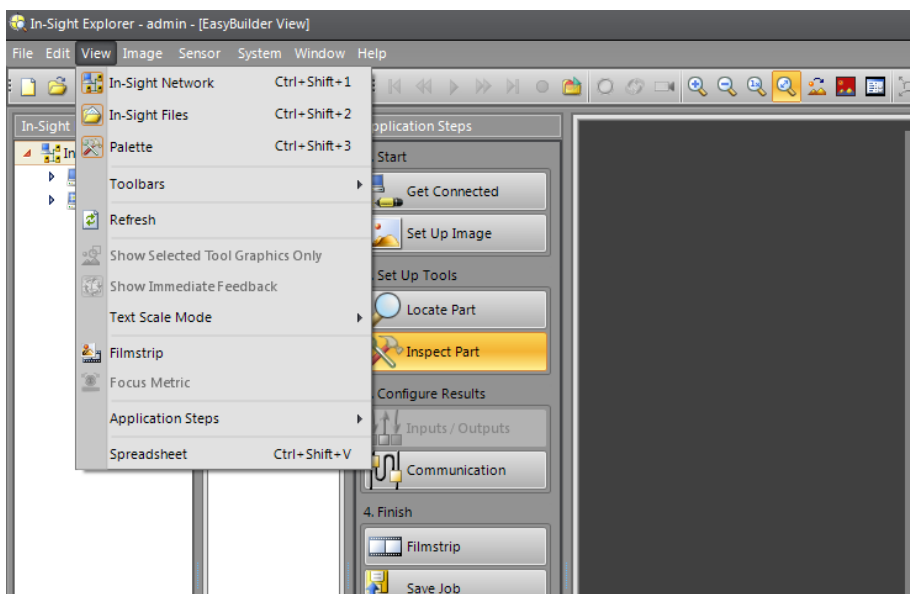 In-Sight Explorer - admin - [EasyBuilder View]
File Edit View Image Sensor System Window Help
In-Sight Network Ctrl+Shift+1
In-Sight Files Ctrl+Shift+2
Palette Ctrl+Shift+3
Toolbars
Refresh
Show Selected Tool Graphics Only
Show Immediate Feedback
Text Scale Mode
Filmstrip
Focus Metric
Application Steps
Spreadsheet Ctrl+Shift+V
In-Sight
In
pplication Steps
. Start
Get Connected
Set Up Image
. Set Up Tools
Locate Part
Inspect Part
. Configure Results
Inputs / Outputs
Communication
4. Finish
Filmstrip
Save Job